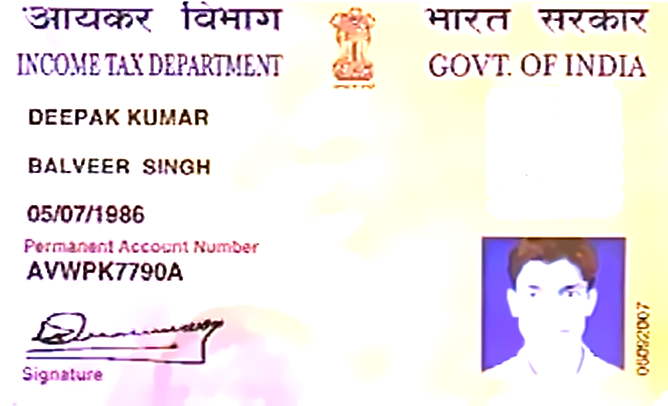 आयकर विभाग
INCOME TAX DEPARTMENT
भारत सरकार
GOVT. OF INDIA
DEEPAK KUMAR
BALVEER SINGH
05/07/1986
Permanent Account Number
AVWPK7790A
Signature
05092007